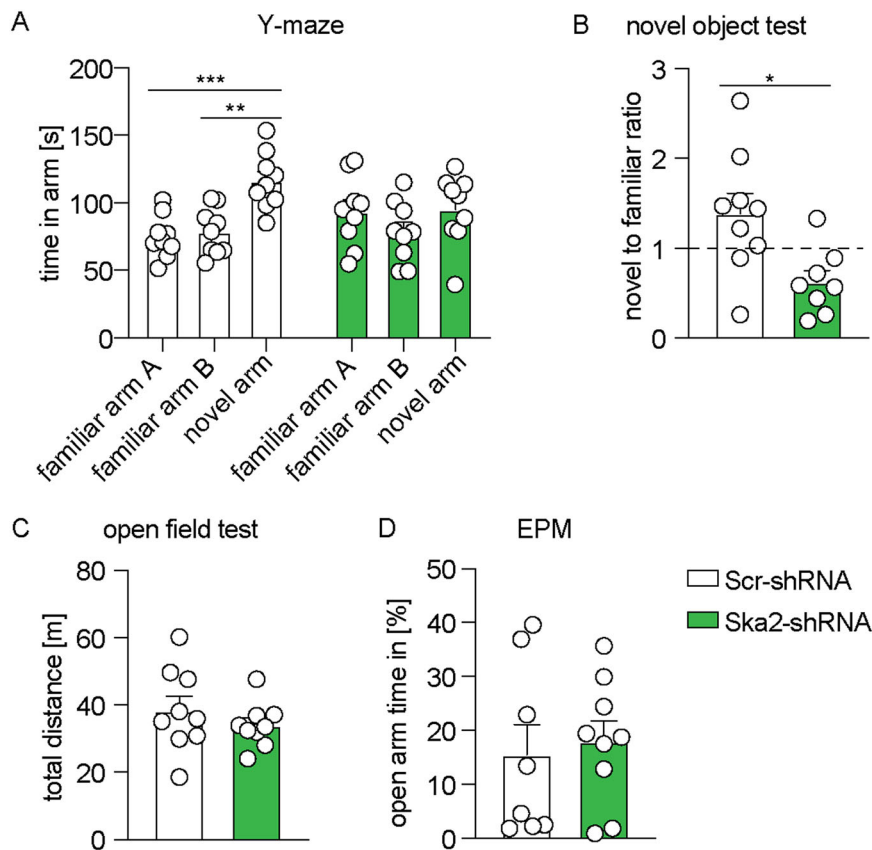 A
Y-maze
time in arm [s]
200
150
100
50
0
***
**
familiar arm A
familiar arm B
novel arm
familiar arm A
familiar arm B
novel arm
B
novel object test
novel to familiar ratio
3
2
1
0
*
C
open field test
total distance [m]
80
60
40
20
0
D
EPM
open arm time in [%]
50
40
30
20
10
0
Scr-shRNA
Ska2-shRNA